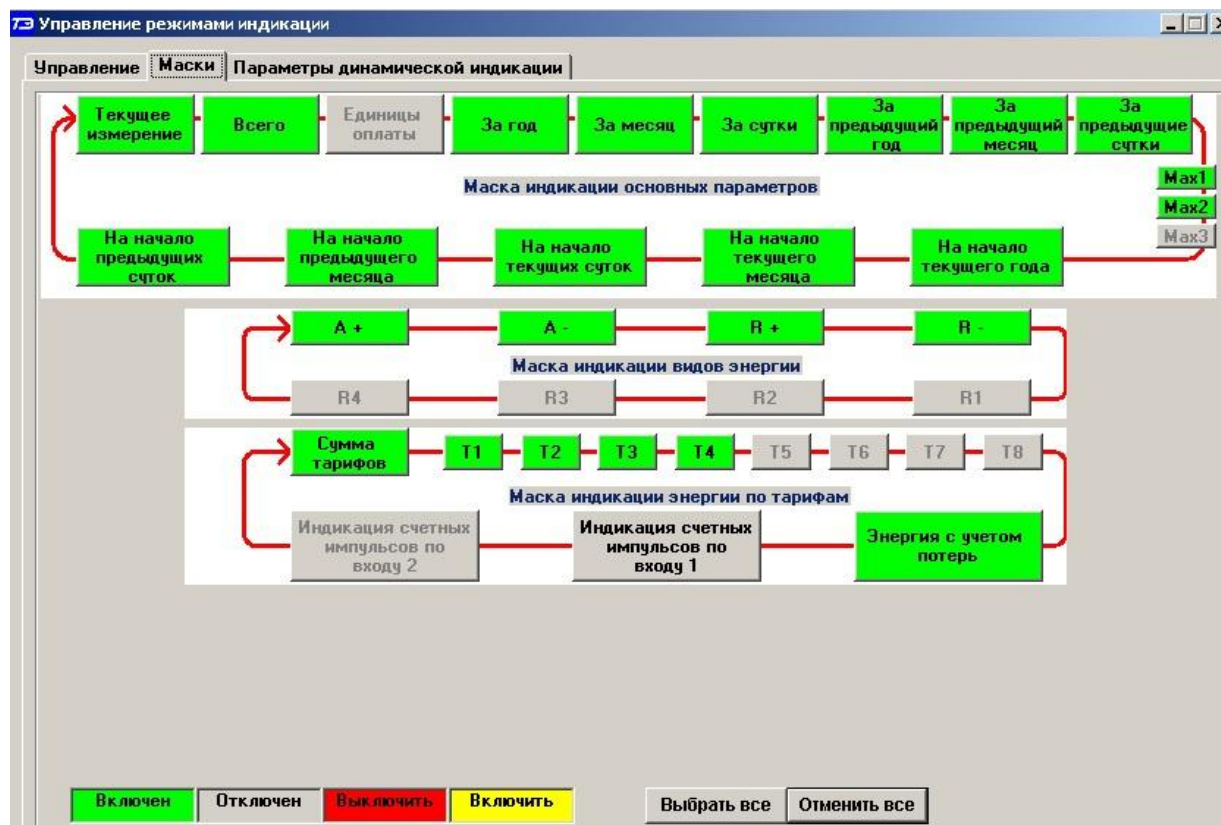 ТЭ Управление режимами индикации
Управление Маски Параметры динамической индикации
Текущее измерение
Всего
Единицы оплаты
За год
За месяц
За сутки
За предыдущий год
За предыдущий месяц
За предыдущие сутки
Маска индикации основных параметров
Max1
Max2
Max3
На начало предыдущих суток
На начало предыдущего месяца
На начало текущих суток
На начало текущего месяца
На начало текущего года
A + A - R + R -
Маска индикации видов энергии
R4 R3 R2 R1
Сумма тарифов
T1 T2 T3 T4 T5 T6 T7 T8
Маска индикации энергии по тарифам
Индикация счетных импульсов по входу 2
Индикация счетных импульсов по входу 1
Энергия с учетом потерь
Включен Отключен Выключить Включить Выбрать все Отменить все